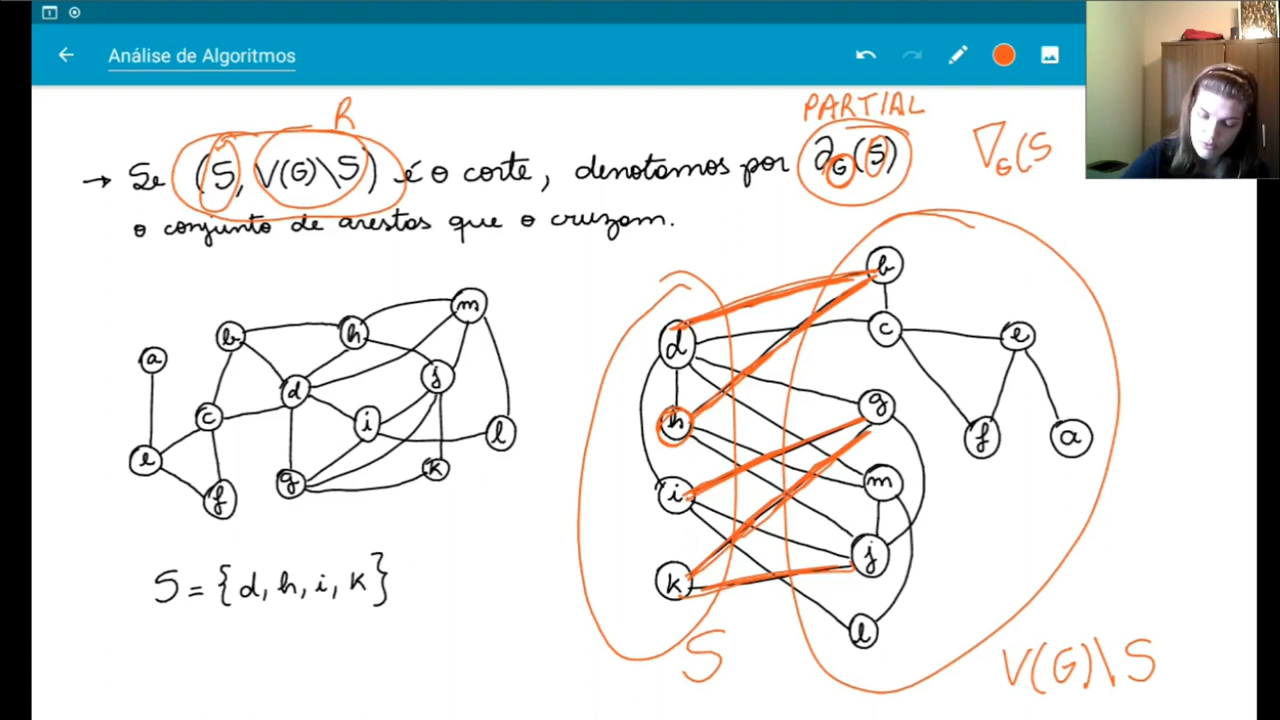 Análise de Algoritmos
R
PARTIAL
→ Se (S, V(G)\S) é o corte, denotamos por ∂G(S)
∇G(S
o conjunto de arestas que o cruzam.
a
b
h
m
c
d
i
j
e
f
g
k
l
S = {d, h, i, k}
d
h
i
k
b
c
e
g
f
a
m
j
l
S
V(G)\S